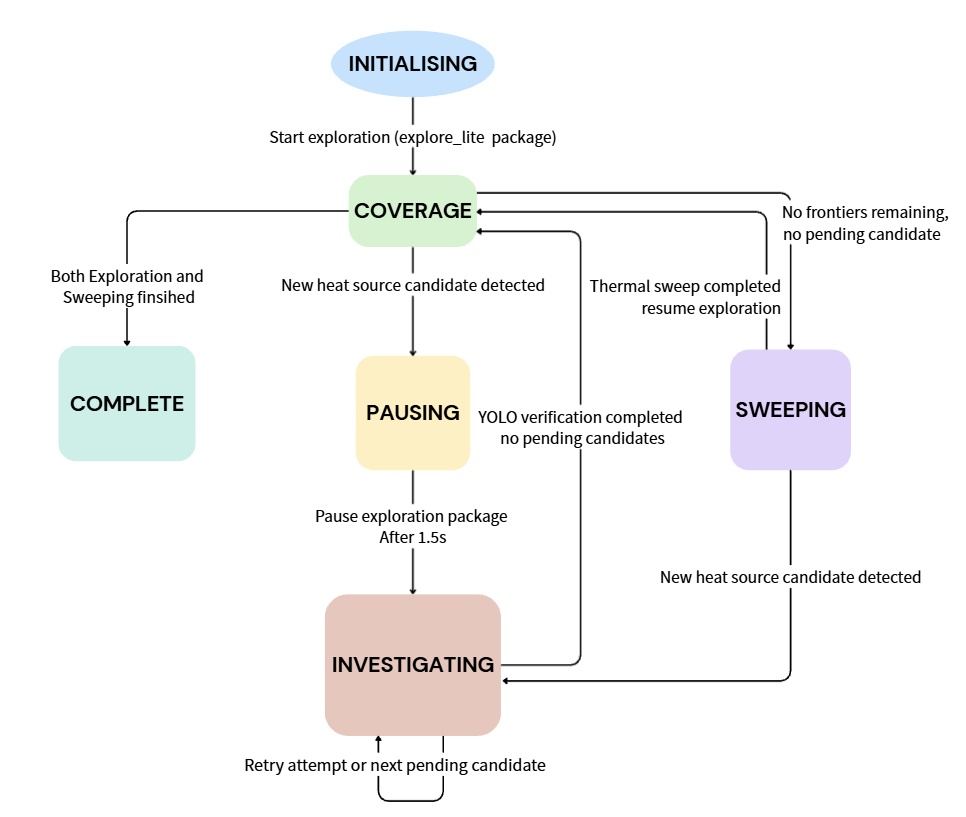 INITIALISING
Start exploration (explore_lite package)
COVERAGE
No frontiers remaining,
no pending candidate
Both Exploration and
Sweeping finsihed
New heat source candidate detected
Thermal sweep completed
resume exploration
COMPLETE
PAUSING
YOLO verification completed
no pending candidates
SWEEPING
Pause exploration package
After 1.5s
New heat source candidate detected
INVESTIGATING
Retry attempt or next pending candidate